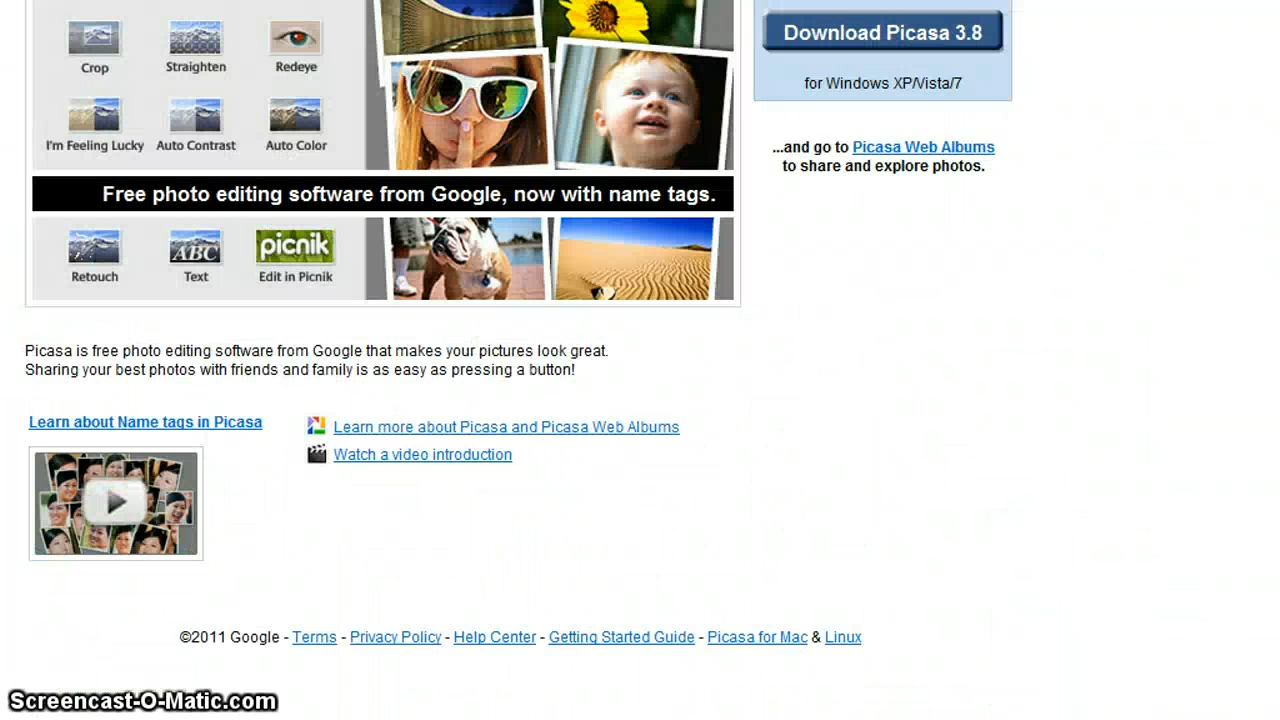 Crop
Straighten
Redeye
I'm Feeling Lucky
Auto Contrast
Auto Color
Free photo editing software from Google, now with name tags.
ABC
picnik
Retouch
Text
Edit in Picnik
Download Picasa 3.8
for Windows XP/Vista/7
...and go to Picasa Web Albums
to share and explore photos.
Picasa is free photo editing software from Google that makes your pictures look great.
Sharing your best photos with friends and family is as easy as pressing a button!
Learn about Name tags in Picasa
Learn more about Picasa and Picasa Web Albums
Watch a video introduction
©2011 Google - Terms - Privacy Policy - Help Center - Getting Started Guide - Picasa for Mac & Linux
Screencast-O-Matic.com